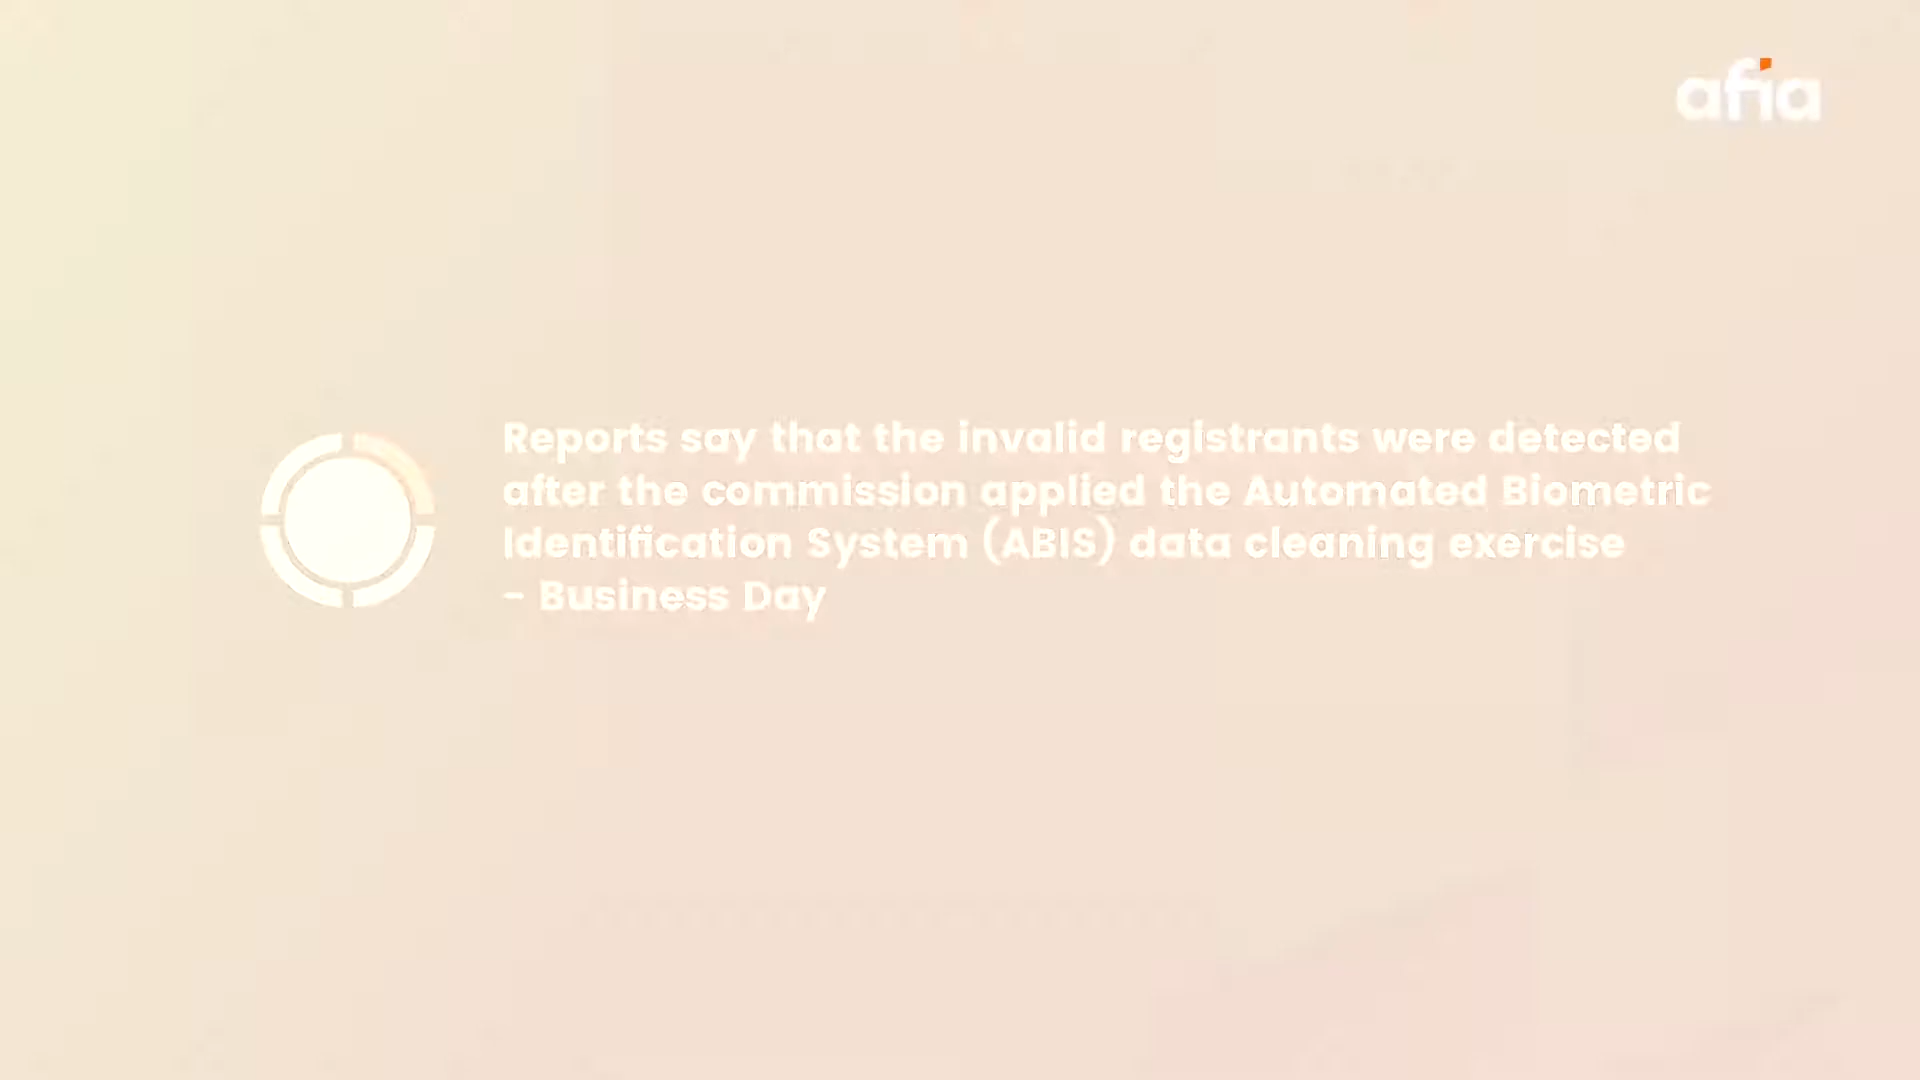 afia
Reports say that the invalid registrants were detected
after the commission applied the Automated Biometric
Identification System (ABIS) data cleaning exercise
- Business Day